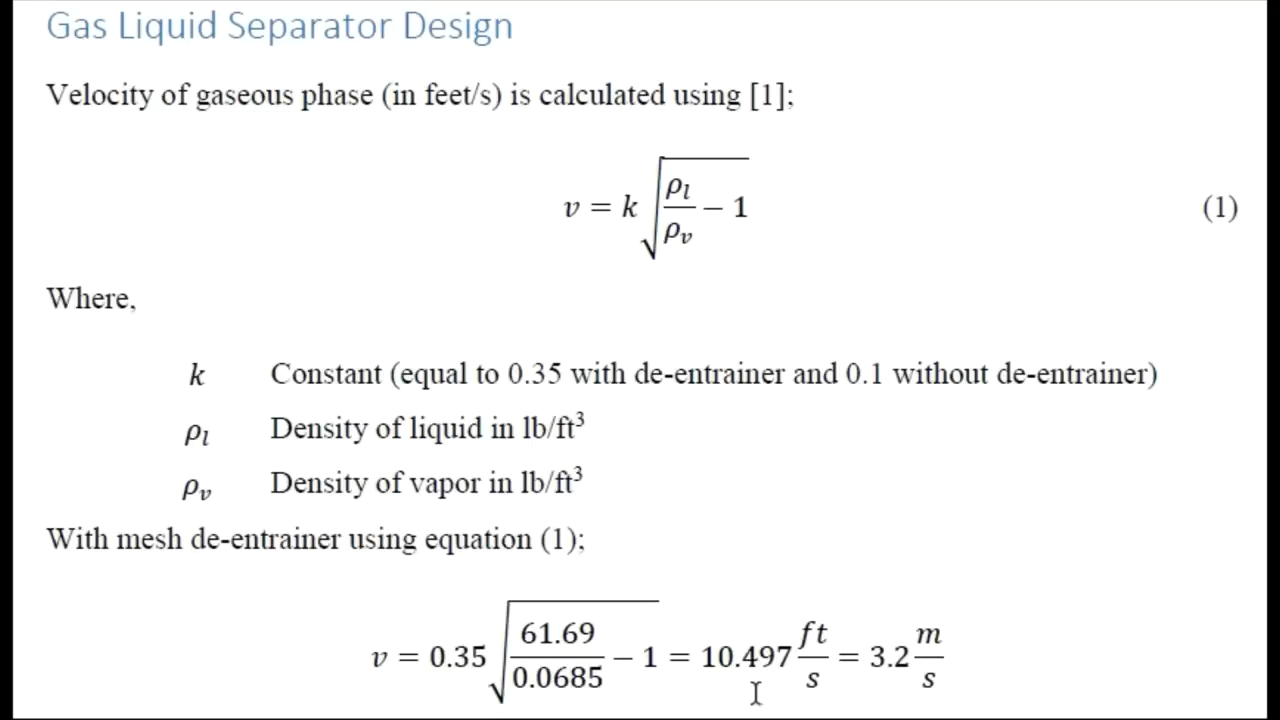 Gas Liquid Separator Design
Velocity of gaseous phase (in feet/s) is calculated using [1];
v = k √(ρl/ρv − 1) (1)
Where,
k Constant (equal to 0.35 with de-entrainer and 0.1 without de-entrainer)
ρl Density of liquid in lb/ft³
ρv Density of vapor in lb/ft³
With mesh de-entrainer using equation (1);
v = 0.35 √(61.69/0.0685 − 1) = 10.497 ft/s = 3.2 m/s